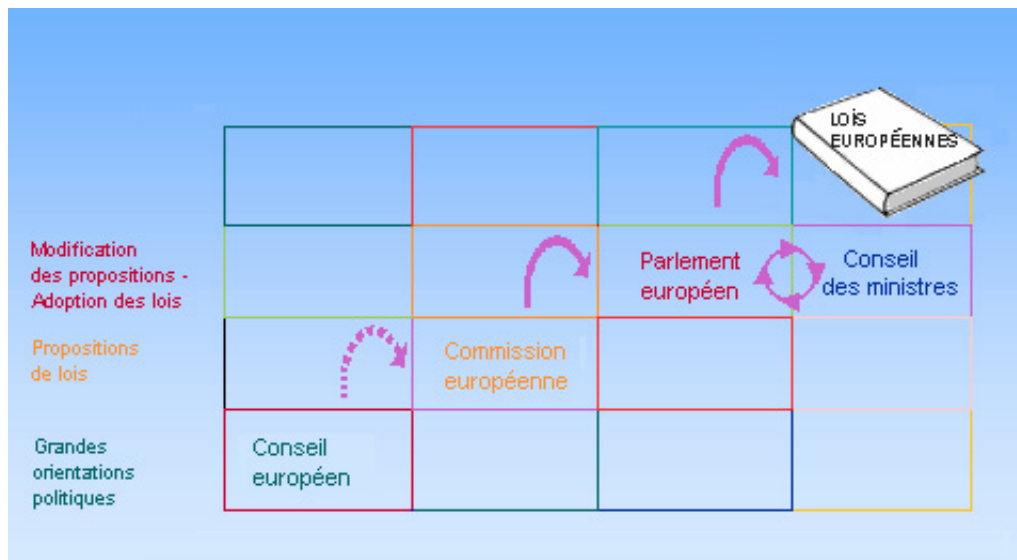 LOIS
EUROPÉENNES
Modification
des propositions -
Adoption des lois
Parlement
européen
Conseil
des ministres
Propositions
de lois
Commission
européenne
Grandes
orientations
politiques
Conseil
européen